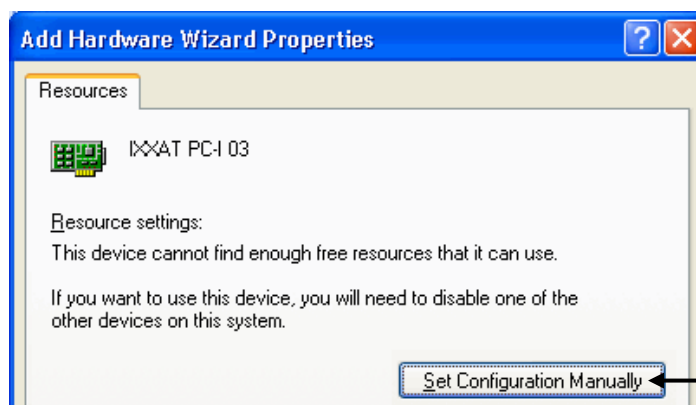 Add Hardware Wizard Properties
Resources
IXXAT PC-I 03
Resource settings:
This device cannot find enough free resources that it can use.
If you want to use this device, you will need to disable one of the
other devices on this system.
Set Configuration Manually